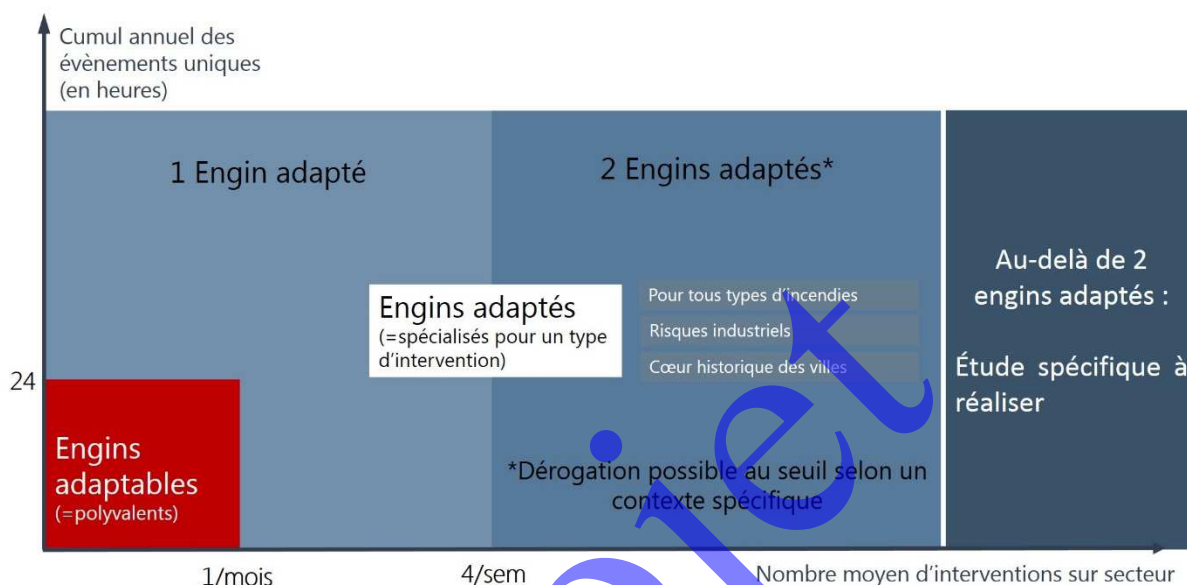 Cumul annuel des
évènements uniques
(en heures)
1 Engin adapté
2 Engins adaptés*
Au-delà de 2
engins adaptés :
Étude spécifique à
réaliser
Engins adaptés
(=spécialisés pour un type
d'intervention)
Pour tous types d'incendies
Risques industriels
Cœur historique des villes
24
Engins
adaptables
(=polyvalents)
*Dérogation possible au seuil selon un
contexte spécifique
1/mois
4/sem
Nombre moyen d'interventions sur secteur